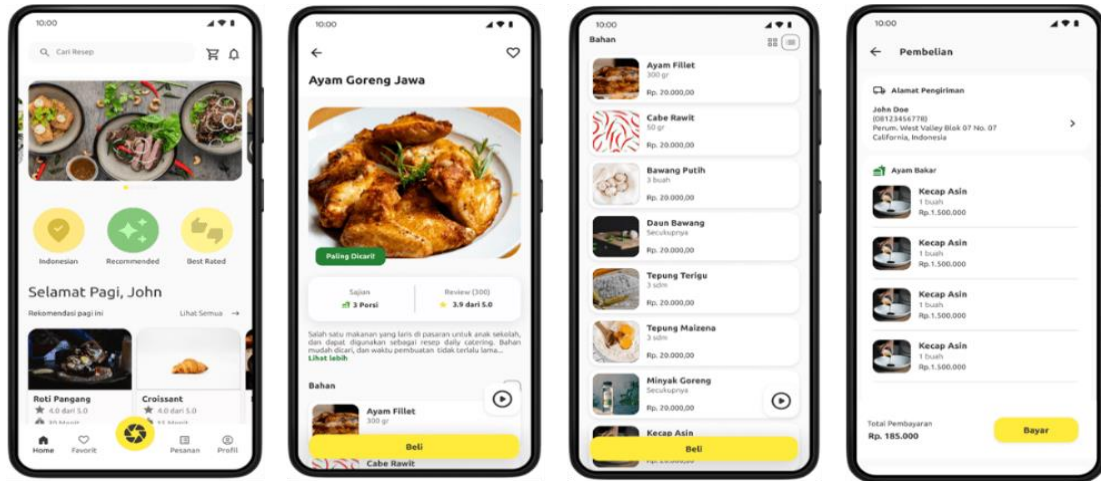 10:00
Cari Resep
Indonesian
Recommended
Best Rated
Selamat Pagi, John
Rekomendasi pagi ini
Lihat Semua →
Roti Pangang
4.0 dari 5.0
Croissant
4.0 dari 5.0
Home
Favorit
Pesanan
Profil
10:00
Ayam Goreng Jawa
Paling Dicari!
Sajian
3 Porsi
Review (300)
3.9 dari 5.0
Salah satu makanan yang laris di pasaran untuk anak sekolah,
dan dapat digunakan sebagai resep daily catering. Bahan
mudah dicari, dan waktu pembuatan tidak terlalu lama...
Lihat lebih
Bahan
Ayam Fillet
300 gr
Beli
Cabe Rawit
10:00
Bahan
Ayam Fillet
300 gr
Rp. 20.000,00
Cabe Rawit
50 gr
Rp. 20.000,00
Bawang Putih
3 buah
Rp. 20.000,00
Daun Bawang
Secukupnya
Rp. 20.000,00
Tepung Terigu
3 sdm
Rp. 20.000,00
Tepung Maizena
3 sdm
Rp. 20.000,00
Minyak Goreng
Secukupnya
Rp. 20.000,00
Kecap Asin
Beli
10:00
Pembelian
Alamat Pengiriman
John Doe
(08123456778)
Perum. West Valley Blok 07 No. 07
California, Indonesia
Ayam Bakar
Kecap Asin
1 buah
Rp.1.500.000
Kecap Asin
1 buah
Rp.1.500.000
Kecap Asin
1 buah
Rp.1.500.000
Kecap Asin
1 buah
Rp.1.500.000
Total Pembayaran
Rp. 185.000
Bayar